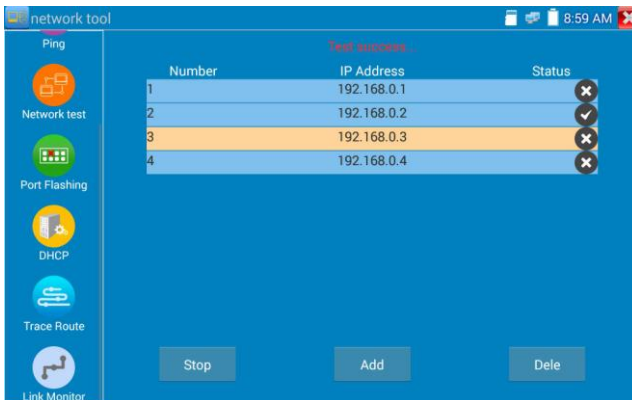 network tool
8:59 AM
Ping
Test success .
Number IP Address Status
1 192.168.0.1
2 192.168.0.2
3 192.168.0.3
4 192.168.0.4
Network test
Port Flashing
DHCP
Trace Route
Link Monitor
Stop Add Dele